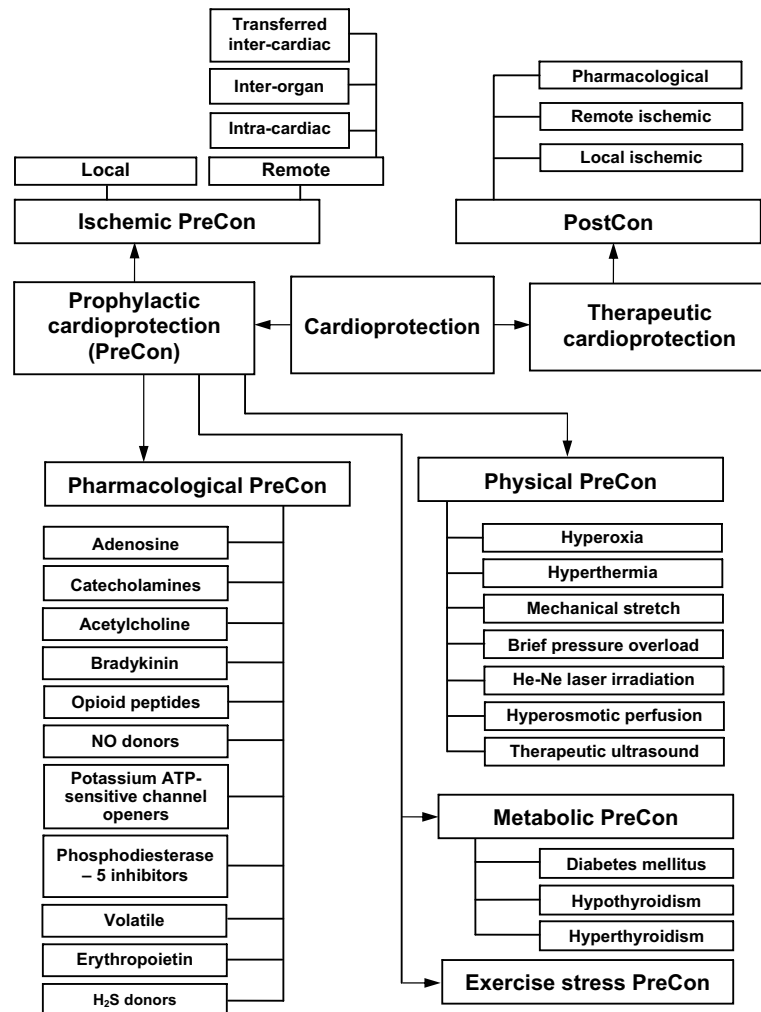 Transferred
inter-cardiac
Inter-organ
Intra-cardiac
Local
Remote
Ischemic PreCon
Pharmacological
Remote ischemic
Local ischemic
PostCon
Prophylactic
cardioprotection
(PreCon)
Cardioprotection
Therapeutic
cardioprotection
Pharmacological PreCon
Adenosine
Catecholamines
Acetylcholine
Bradykinin
Opioid peptides
NO donors
Potassium ATP-
sensitive channel
openers
Phosphodiesterase
– 5 inhibitors
Volatile
Erythropoietin
H₂S donors
Physical PreCon
Hyperoxia
Hyperthermia
Mechanical stretch
Brief pressure overload
He-Ne laser irradiation
Hyperosmotic perfusion
Therapeutic ultrasound
Metabolic PreCon
Diabetes mellitus
Hypothyroidism
Hyperthyroidism
Exercise stress PreCon